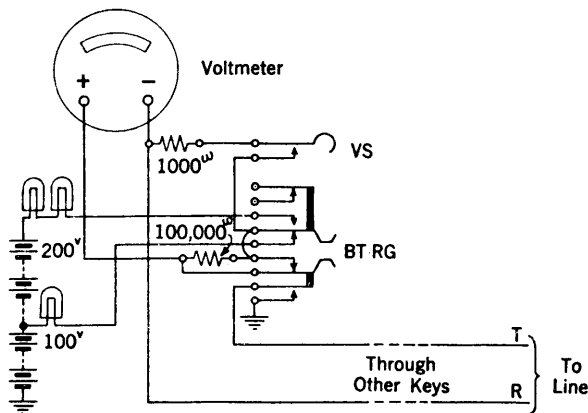 Voltmeter
+ −
1000ω
VS
200ᵛ
100,000ω
BT RG
100ᵛ
T
Through
Other Keys
To
Line
R